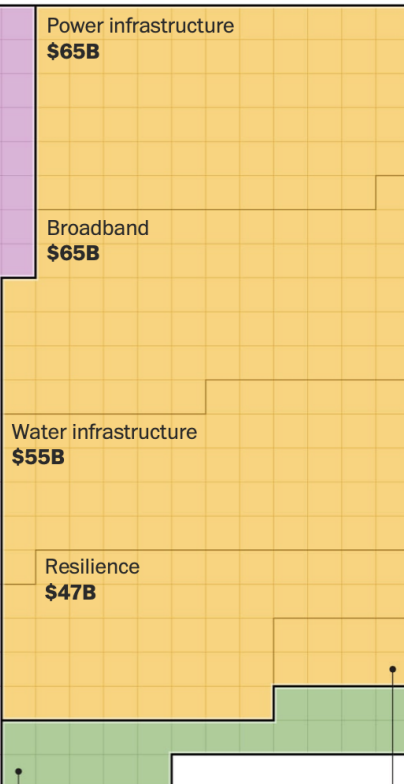 Power infrastructure
$65B
Broadband
$65B
Water infrastructure
$55B
Resilience
$47B